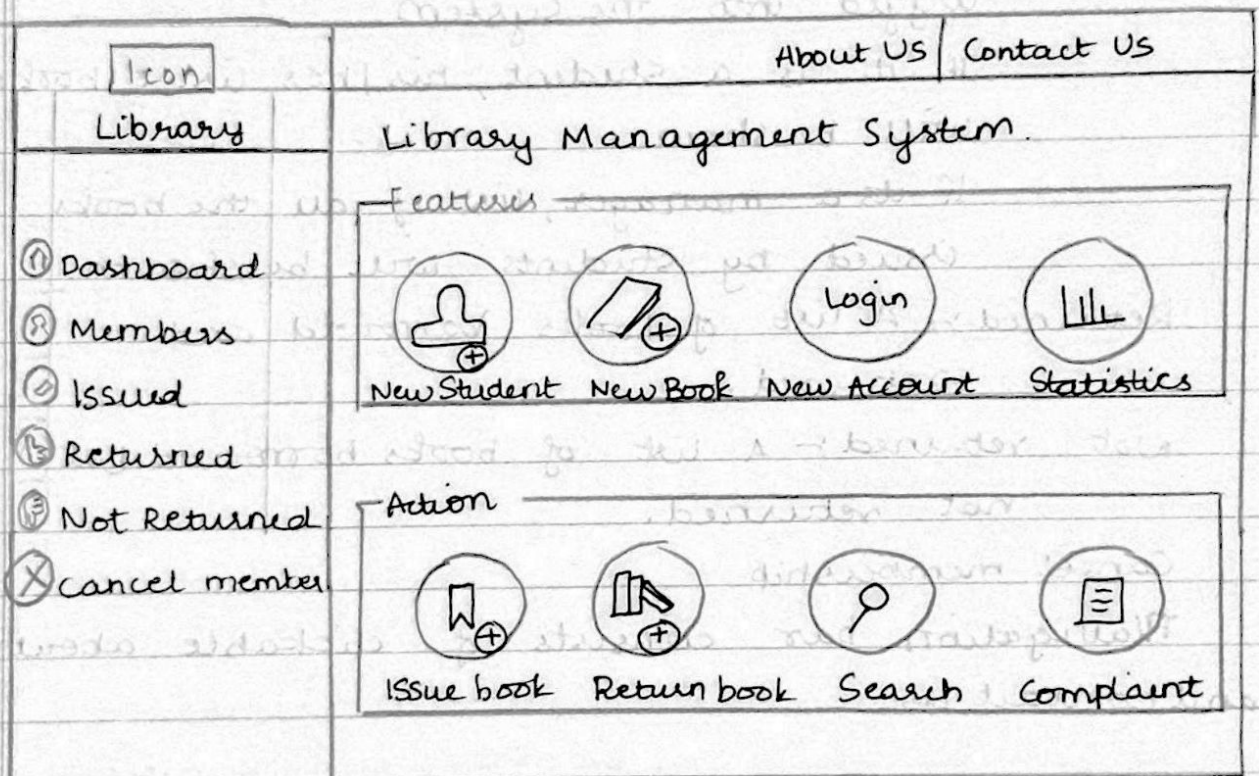 Icon
Library
Dashboard
Members
Issued
Returned
Not Returned
Cancel member
About Us
Contact Us
Library Management System.
Features
Login
New Student
New Book
New Account
Statistics
Action
Issue book
Return book
Search
Complaint